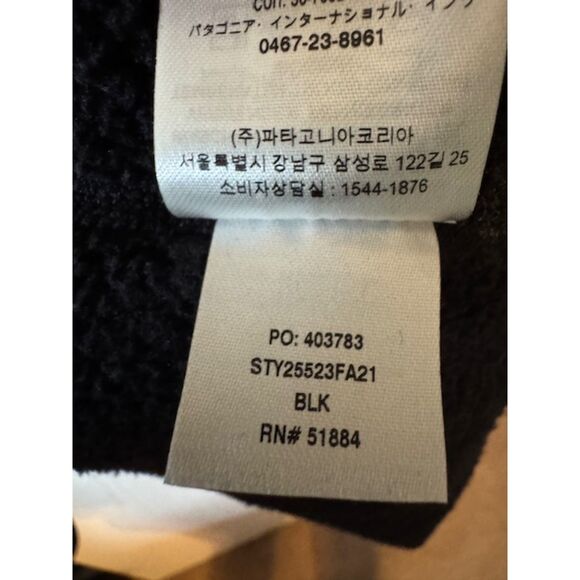 パタゴニア・インターナショナル・インク
0467-23-8961
(주)파타고니아코리아
서울특별시 강남구 삼성로 122길 25
소비자상담실 : 1544-1876
PO: 403783
STY25523FA21
BLK
RN# 51884